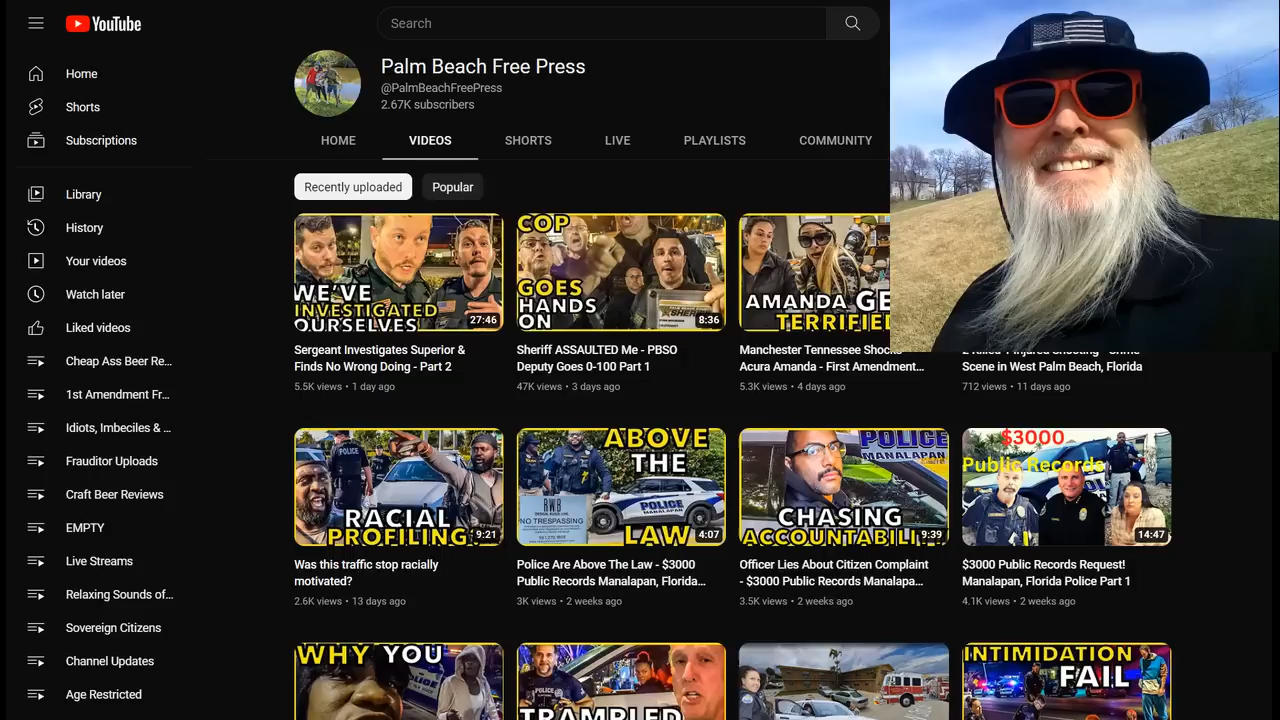 YouTube
Search
Home
Shorts
Subscriptions
Library
History
Your videos
Watch later
Liked videos
Cheap Ass Beer Re...
1st Amendment Fr...
Idiots, Imbeciles & ...
Frauditor Uploads
Craft Beer Reviews
EMPTY
Live Streams
Relaxing Sounds of...
Sovereign Citizens
Channel Updates
Age Restricted
Palm Beach Free Press
@PalmBeachFreePress
2.67K subscribers
HOME
VIDEOS
SHORTS
LIVE
PLAYLISTS
COMMUNITY
Recently uploaded
Popular
WE'VE
INVESTIGATED
OURSELVES
27:46
Sergeant Investigates Superior &
Finds No Wrong Doing - Part 2
5.5K views • 1 day ago
COP
GOES
HANDS
ON
8:36
Sheriff ASSAULTED Me - PBSO
Deputy Goes 0-100 Part 1
47K views • 3 days ago
AMANDA GE
TERRIFIED
Manchester Tennessee Shocks
Acura Amanda - First Amendment...
5.3K views • 4 days ago
Scene in West Palm Beach, Florida
712 views • 11 days ago
POLICE
RACIAL
PROFILING
9:21
Was this traffic stop racially
motivated?
2.6K views • 13 days ago
ABOVE
THE
LAW
RWB
NO TRESPASSING
POLICE
MANALAPAN
4:07
Police Are Above The Law - $3000
Public Records Manalapan, Florida...
3K views • 2 weeks ago
POLICE
MANALAPAN
CHASING
ACCOUNTABILI
9:39
Officer Lies About Citizen Complaint
- $3000 Public Records Manalapa...
3.5K views • 2 weeks ago
$3000
Public Records
14:47
$3000 Public Records Request!
Manalapan, Florida Police Part 1
4.1K views • 2 weeks ago
WHY YOU
POLICE
TRAMPLED
INTIMIDATION
FAIL